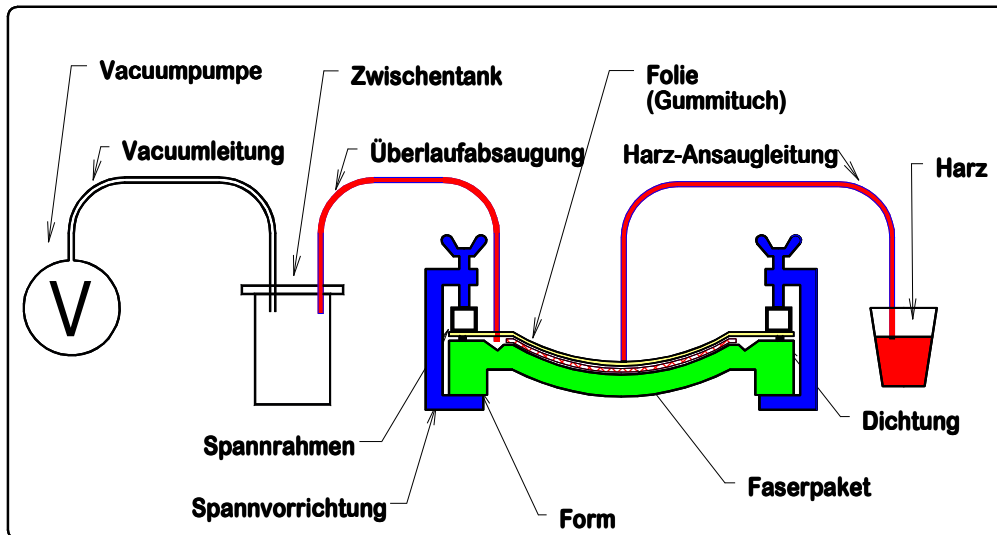 Vacuumpumpe
Zwischentank
Folie
(Gummituch)
Vacuumleitung
Überlaufabsaugung
Harz-Ansaugleitung
Harz
V
Dichtung
Spannrahmen
Faserpaket
Spannvorrichtung
Form